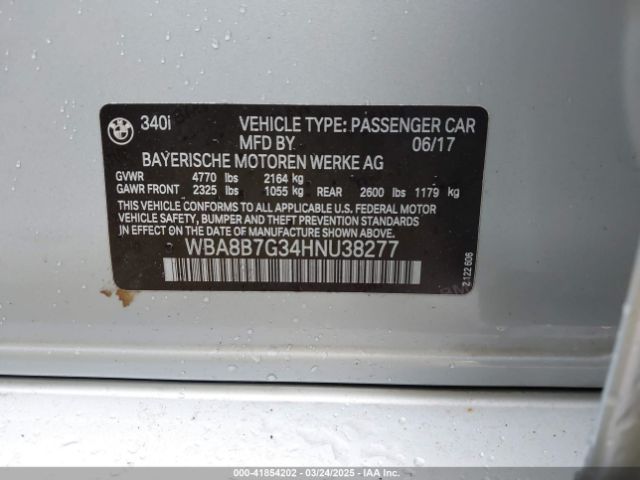 340i VEHICLE TYPE: PASSENGER CAR
MFD BY. 06/17
BAYERISCHE MOTOREN WERKE AG
GVWR 4770 lbs 2164 kg
GAWR FRONT 2325 lbs 1055 kg REAR 2600 lbs 1179 kg
THIS VEHICLE CONFORMS TO ALL APPLICABLE U.S. FEDERAL MOTOR
VEHICLE SAFETY, BUMPER AND THEFT PREVENTION STANDARDS
IN EFFECT ON THE DATE OF MANUFACTURE SHOWN ABOVE.
WBA8B7G34HNU38277
2 122 606
000-41854202 - 03/24/2025 - IAA Inc.